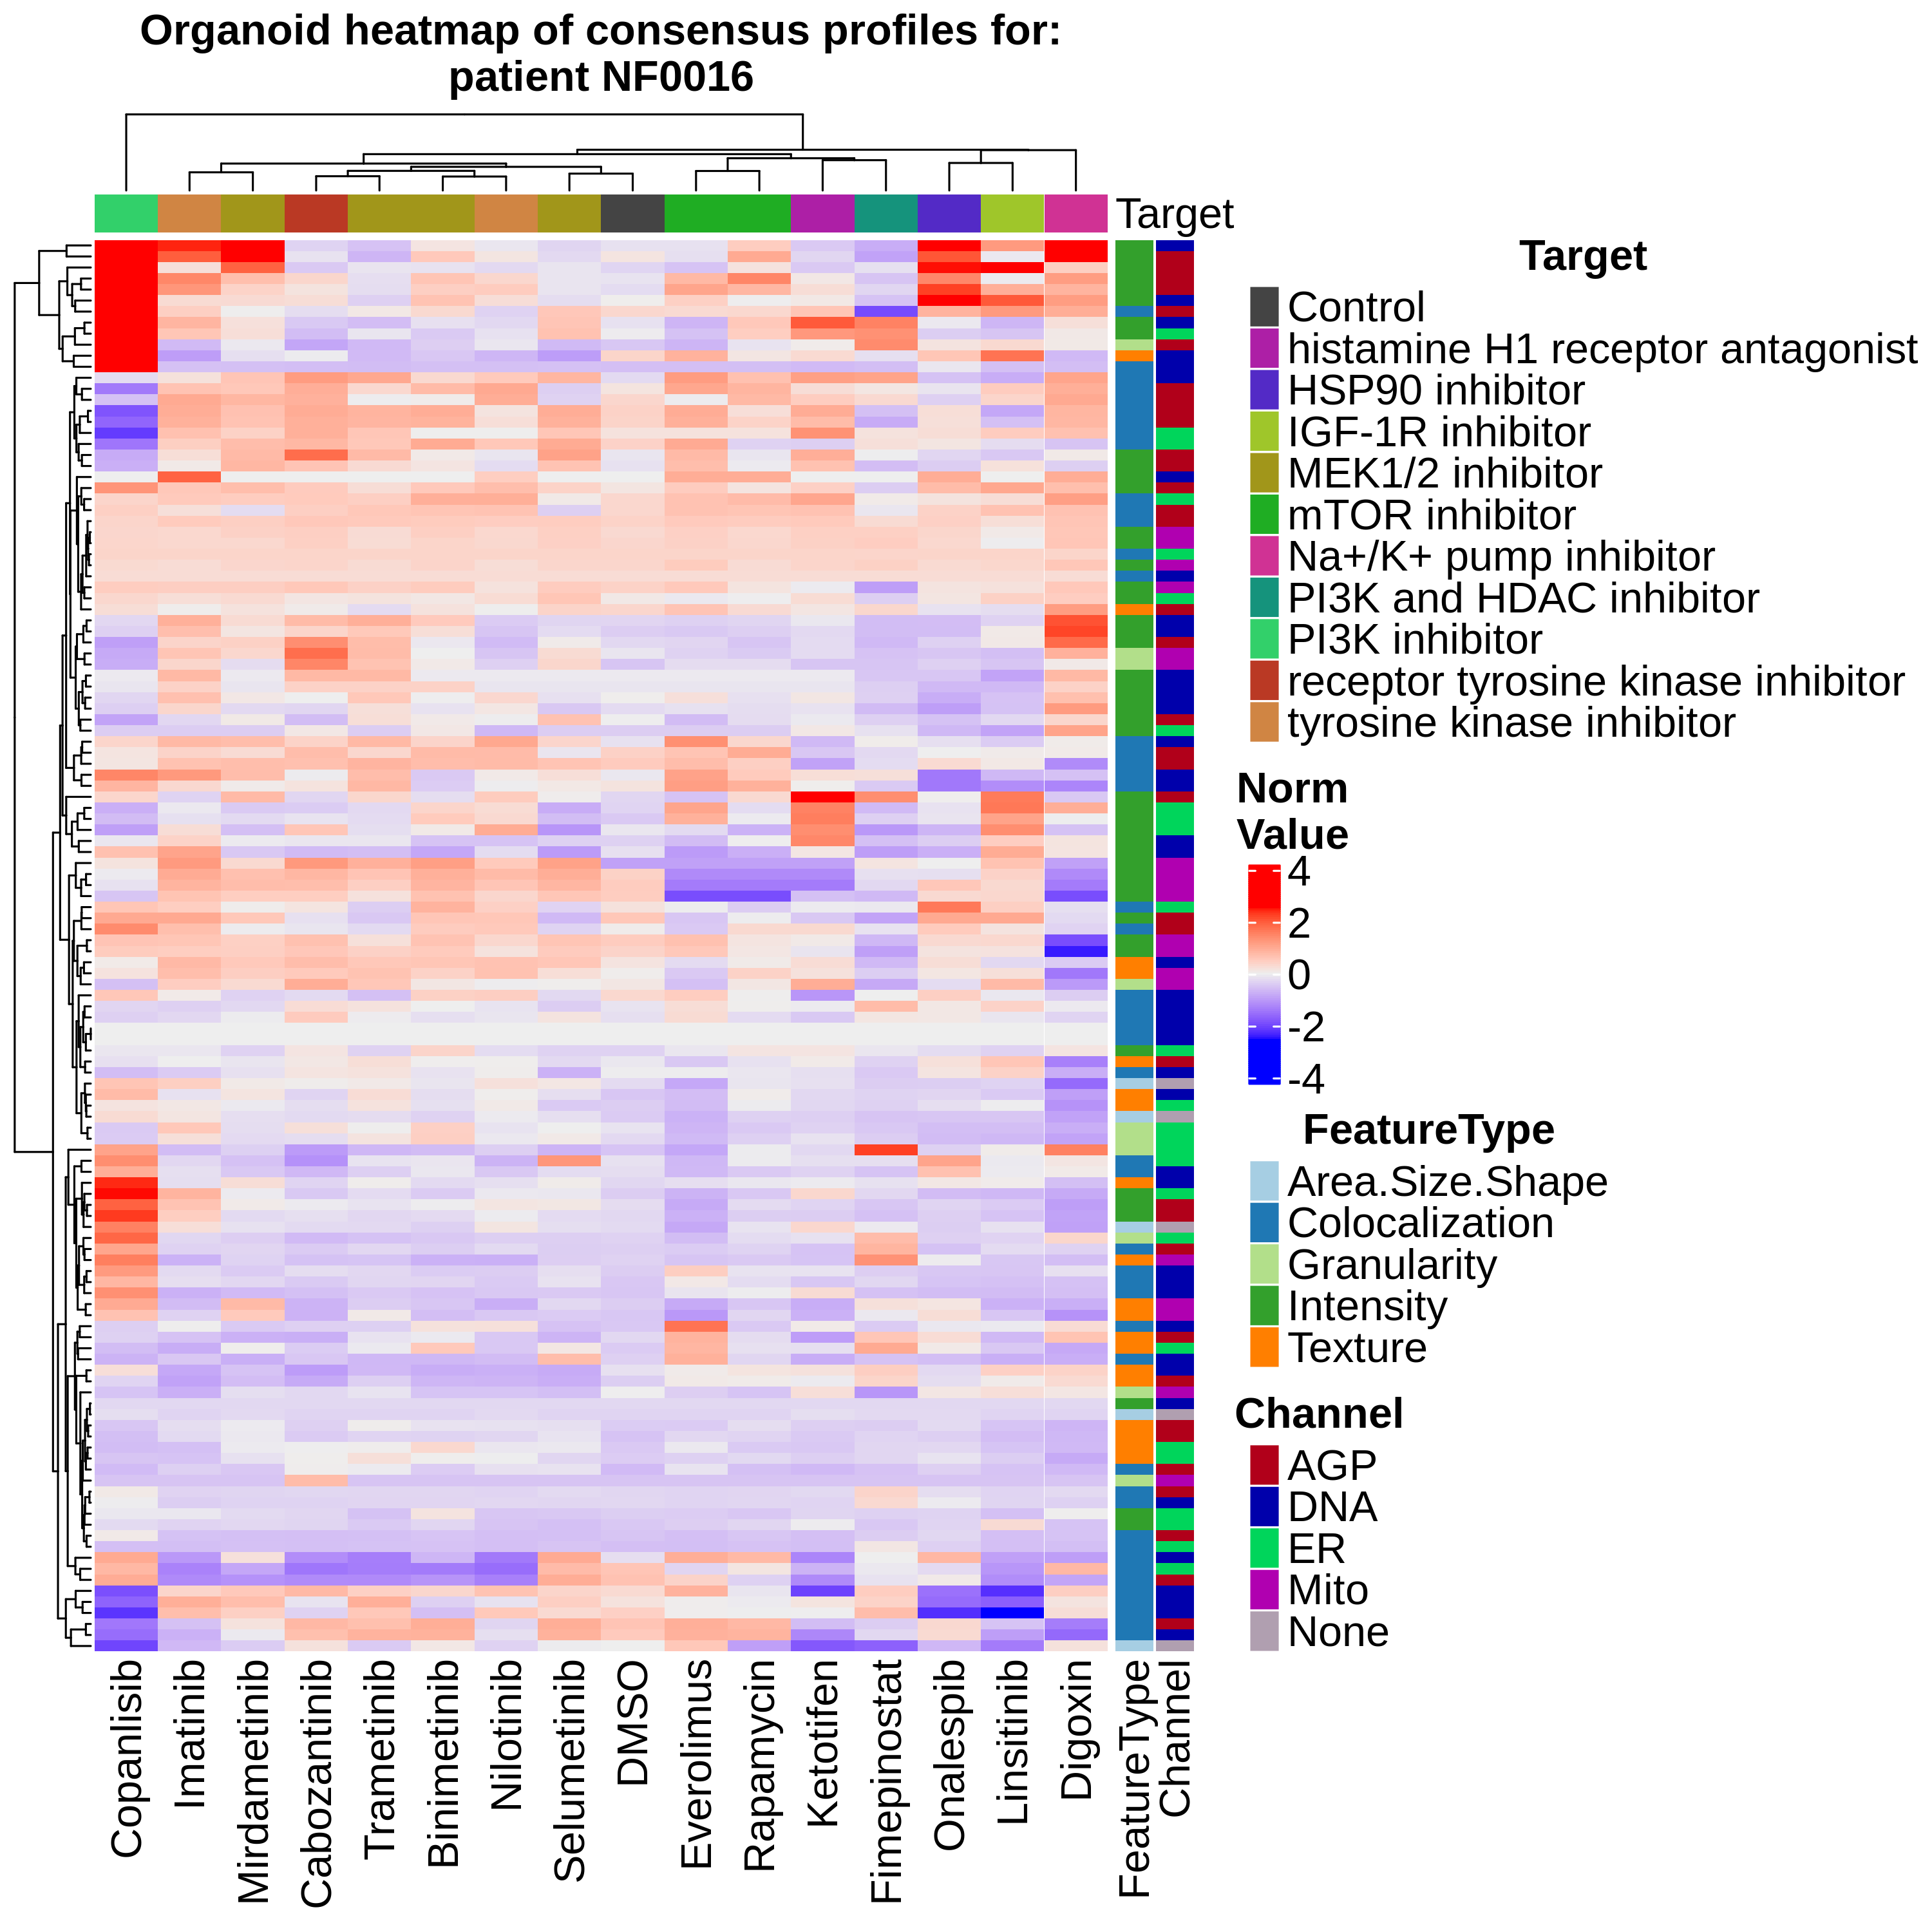 Organoid heatmap of consensus profiles for:
patient NF0016
Target
Target
Control
histamine H1 receptor antagonist
HSP90 inhibitor
IGF-1R inhibitor
MEK1/2 inhibitor
mTOR inhibitor
Na+/K+ pump inhibitor
PI3K and HDAC inhibitor
PI3K inhibitor
receptor tyrosine kinase inhibitor
tyrosine kinase inhibitor
Norm
Value
4
2
0
-2
-4
FeatureType
Area.Size.Shape
Colocalization
Granularity
Intensity
Texture
Channel
AGP
DNA
ER
Mito
None
Copanlisib
Imatinib
Mirdametinib
Cabozantinib
Trametinib
Binimetinib
Nilotinib
Selumetinib
DMSO
Everolimus
Rapamycin
Ketotifen
Fimepinostat
Onalespib
Linsitinib
Digoxin
FeatureType
Channel